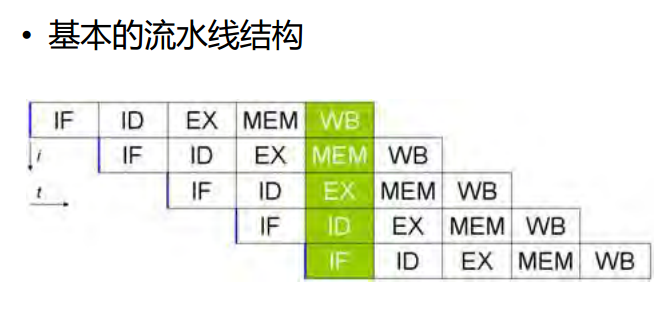 • 基本的流水线结构
IF ID EX MEM WB
i IF ID EX MEM WB
t IF ID EX MEM WB
IF ID EX MEM WB
IF ID EX MEM WB